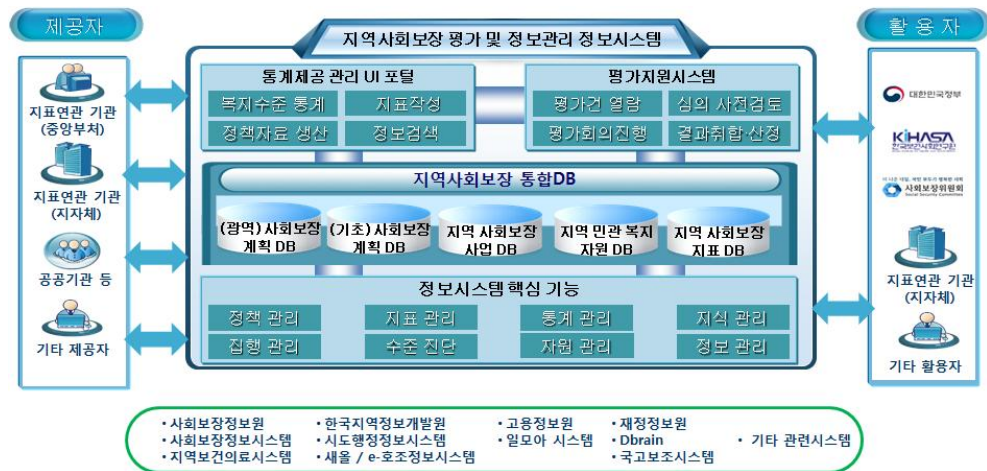 제공자
지표연관 기관
(중앙부처)
지표연관 기관
(지자체)
공공기관 등
기타 제공자
지역사회보장 평가 및 정보관리 정보시스템
통계제공 관리 UI 포털
복지수준 통계
지표작성
정책자료 생산
정보검색
평가지원시스템
평가건 열람
심의 사전검토
평가회의진행
결과취합·산정
지역사회보장 통합DB
(광역) 사회보장
계획 DB
(기초) 사회보장
계획 DB
지역 사회보장
사업 DB
지역 민관 복지
자원 DB
지역 사회보장
지표 DB
정보시스템 핵심 기능
정책 관리
지표 관리
통계 관리
지식 관리
집행 관리
수준 진단
자원 관리
정보 관리
활용자
대한민국정부
KiHASA
한국보건사회연구원
사회보장위원회
Social Security Committee
지표연관 기관
(지자체)
기타 활용자
• 사회보장정보원
• 사회보장정보시스템
• 지역보건의료시스템
• 한국지역정보개발원
• 시도행정정보시스템
• 새올 / e-호조정보시스템
• 고용정보원
• 일모아 시스템
• 재정정보원
• Dbrain
• 국고보조시스템
• 기타 관련시스템